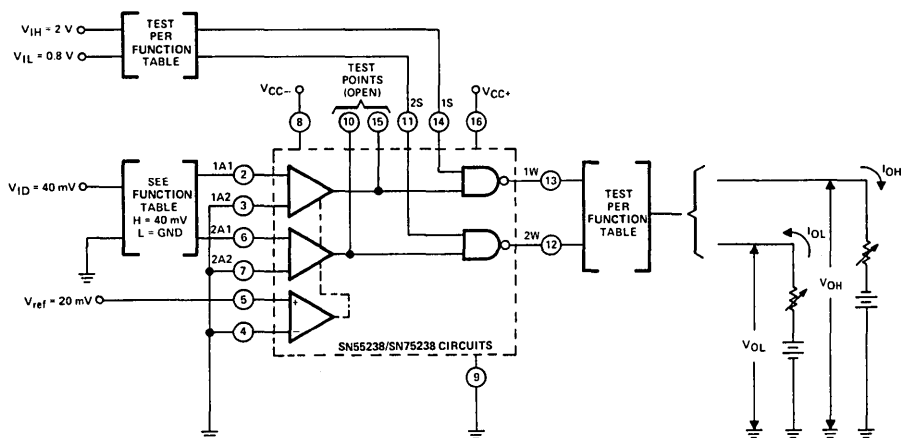 V_IH = 2 V
V_IL = 0.8 V
TEST
PER
FUNCTION
TABLE
TEST
POINTS
(OPEN)
V_CC−
2S
1S
V_CC+
8
10
15
11
14
16
V_ID = 40 mV
SEE
FUNCTION
TABLE
H = 40 mV
L = GND
1A1
2
1A2
3
2A1
6
2A2
7
V_ref = 20 mV
5
+
4
−
1W
13
2W
12
TEST
PER
FUNCTION
TABLE
I_OH
I_OL
V_OH
V_OL
SN55238/SN75238 CIRCUITS
9